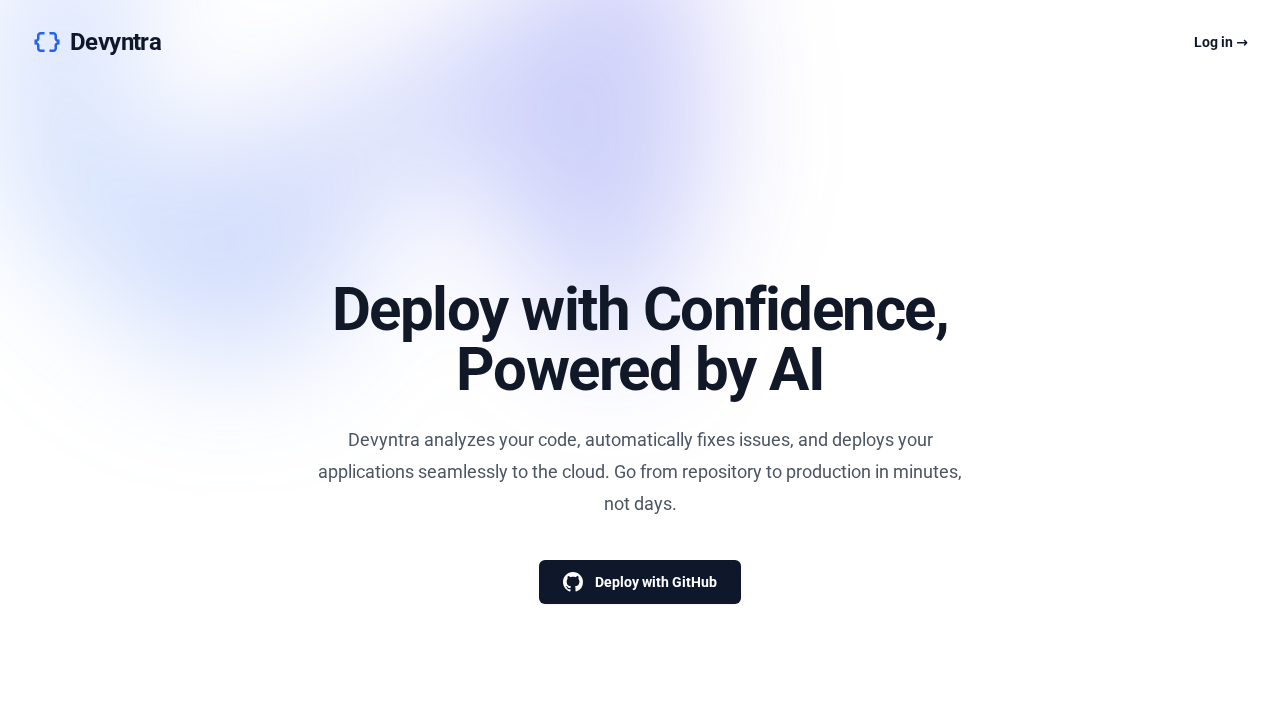 Devyntra
Log in →
Deploy with Confidence,
Powered by AI
Devyntra analyzes your code, automatically fixes issues, and deploys your
applications seamlessly to the cloud. Go from repository to production in minutes,
not days.
Deploy with GitHub